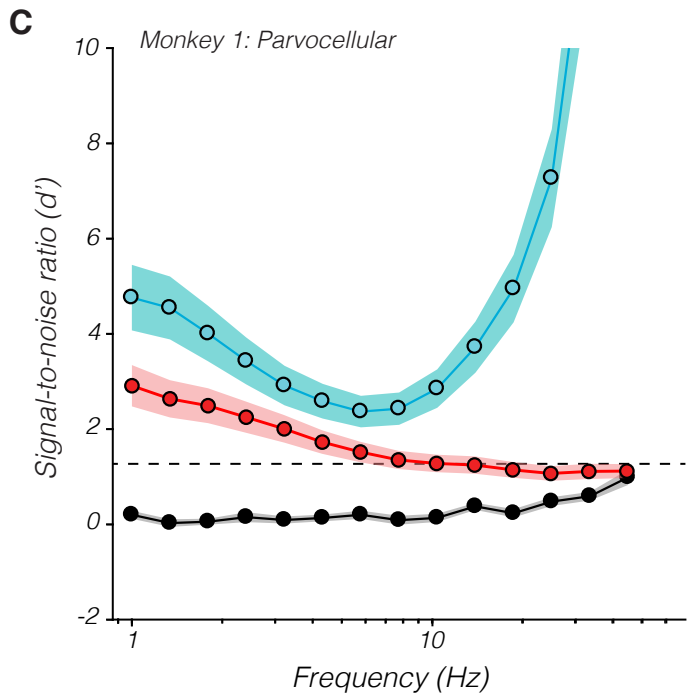 C
Monkey 1: Parvocellular
10
8
6
4
2
0
-2
Signal-to-noise ratio (d')
1
10
Frequency (Hz)